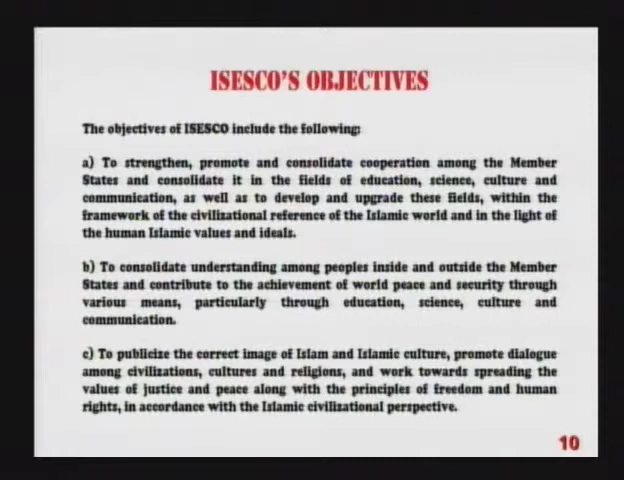 ISESCO'S OBJECTIVES
The objectives of ISESCO include the following:
a) To strengthen, promote and consolidate cooperation among the Member
States and consolidate it in the fields of education, science, culture and
communication, as well as to develop and upgrade these fields, within the
framework of the civilizational reference of the Islamic world and in the light of
the human Islamic values and ideals.
b) To consolidate understanding among peoples inside and outside the Member
States and contribute to the achievement of world peace and security through
various means, particularly through education, science, culture and
communication.
c) To publicize the correct image of Islam and Islamic culture, promote dialogue
among civilizations, cultures and religions, and work towards spreading the
values of justice and peace along with the principles of freedom and human
rights, in accordance with the Islamic civilizational perspective.
10